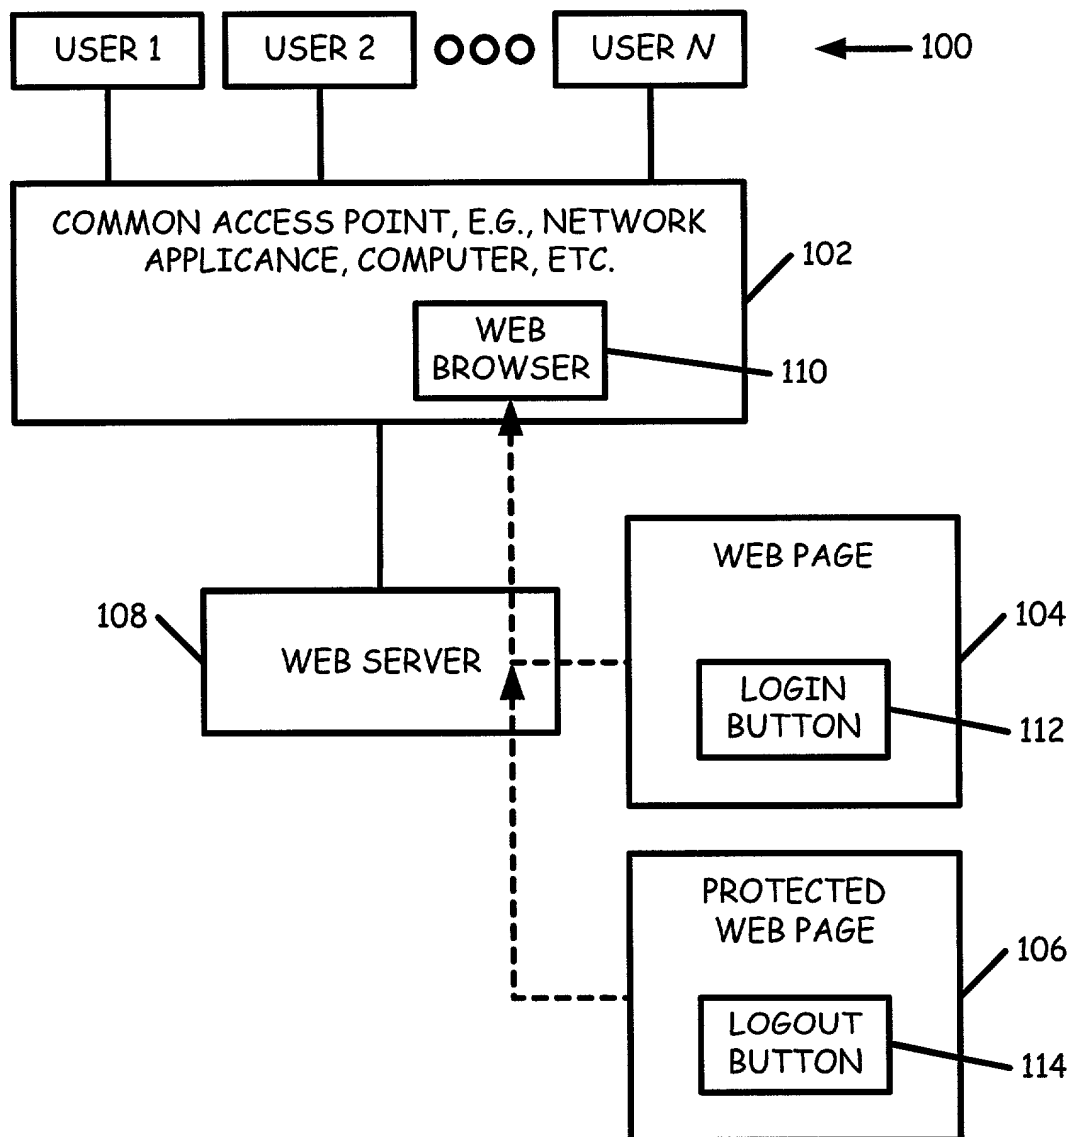 USER 1
USER 2
USER N
100
COMMON ACCESS POINT, E.G., NETWORK
APPLICANCE, COMPUTER, ETC.
102
WEB
BROWSER
110
WEB PAGE
108
104
WEB SERVER
LOGIN
BUTTON
112
PROTECTED
WEB PAGE
106
LOGOUT
BUTTON
114